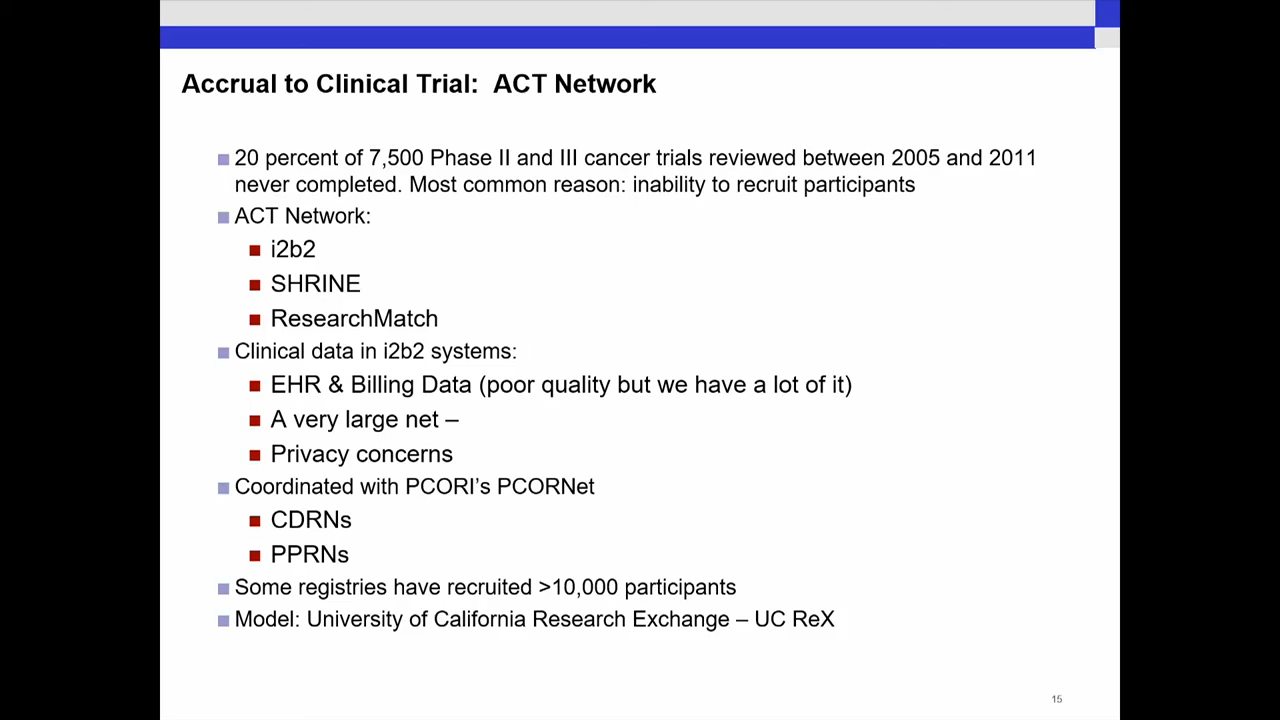 Accrual to Clinical Trial:  ACT Network
20 percent of 7,500 Phase II and III cancer trials reviewed between 2005 and 2011
never completed. Most common reason: inability to recruit participants
ACT Network:
i2b2
SHRINE
ResearchMatch
Clinical data in i2b2 systems:
EHR & Billing Data (poor quality but we have a lot of it)
A very large net –
Privacy concerns
Coordinated with PCORI’s PCORNet
CDRNs
PPRNs
Some registries have recruited >10,000 participants
Model: University of California Research Exchange – UC ReX
15